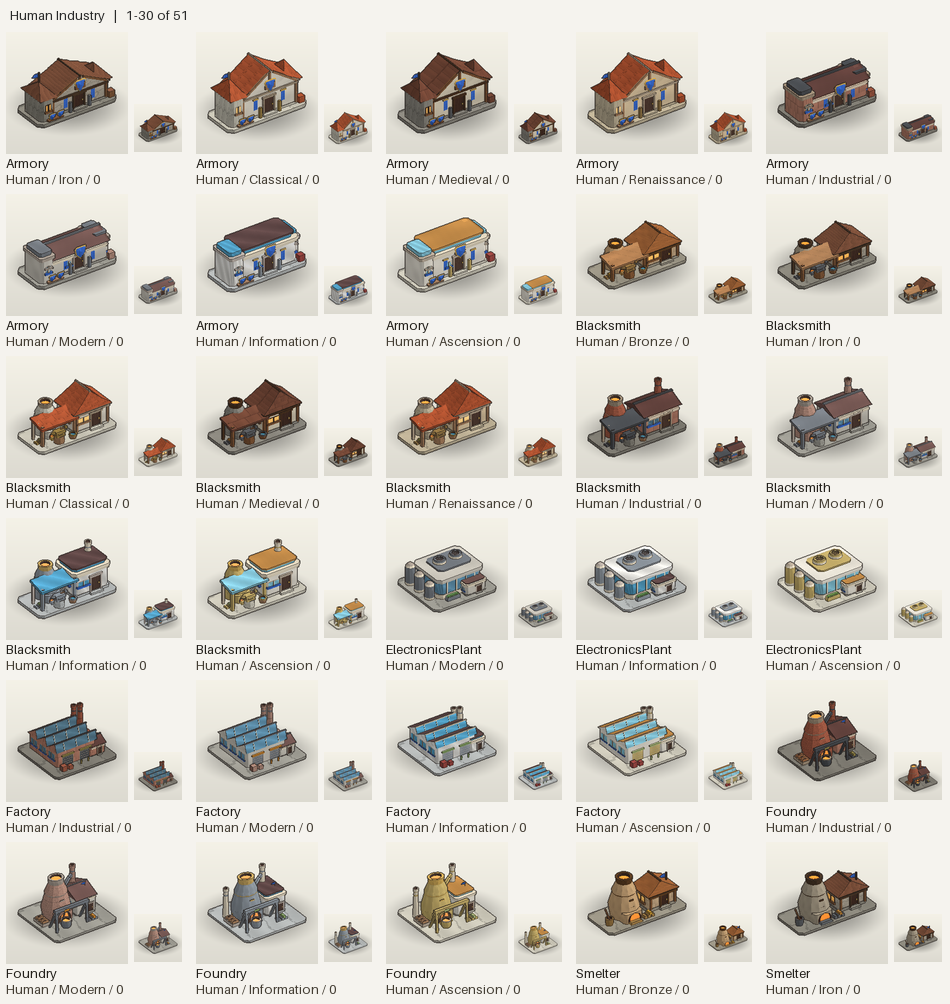 Human Industry | 1-30 of 51
Armory
Human / Iron / 0
Armory
Human / Classical / 0
Armory
Human / Medieval / 0
Armory
Human / Renaissance / 0
Armory
Human / Industrial / 0
Armory
Human / Modern / 0
Armory
Human / Information / 0
Armory
Human / Ascension / 0
Blacksmith
Human / Bronze / 0
Blacksmith
Human / Iron / 0
Blacksmith
Human / Classical / 0
Blacksmith
Human / Medieval / 0
Blacksmith
Human / Renaissance / 0
Blacksmith
Human / Industrial / 0
Blacksmith
Human / Modern / 0
Blacksmith
Human / Information / 0
Blacksmith
Human / Ascension / 0
ElectronicsPlant
Human / Modern / 0
ElectronicsPlant
Human / Information / 0
ElectronicsPlant
Human / Ascension / 0
Factory
Human / Industrial / 0
Factory
Human / Modern / 0
Factory
Human / Information / 0
Factory
Human / Ascension / 0
Foundry
Human / Industrial / 0
Foundry
Human / Modern / 0
Foundry
Human / Information / 0
Foundry
Human / Ascension / 0
Smelter
Human / Bronze / 0
Smelter
Human / Iron / 0